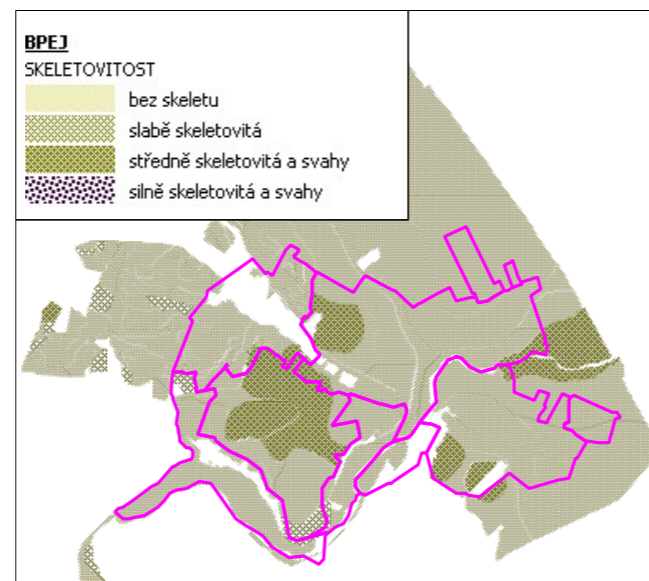 BPEJ
SKELETOVITOST
bez skeletu
slabě skeletovitá
středně skeletovitá a svahy
silně skeletovitá a svahy